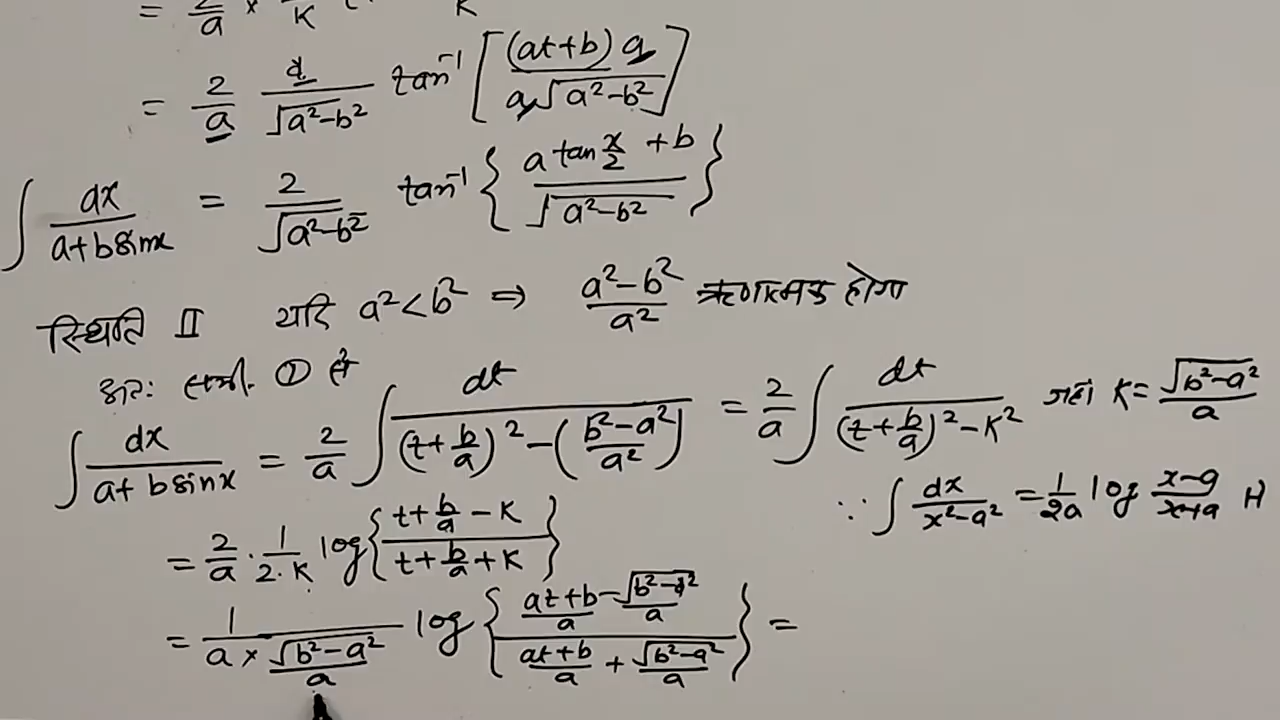 = 2/a × /K K
= 2/a a/√(a²-b²) tan⁻¹ [(at+b) a / a√(a²-b²)]
∫ dx/(a+b sinx) = 2/√(a²-b²) tan⁻¹ {(a tan x/2 + b)/√(a²-b²)}
स्थिति II यदि a² < b² ⇒ (a²-b²)/a² ऋणात्मक होगा
अतः समी. ① से
∫ dx/(a+b sinx) = 2/a ∫ dt/((t+b/a)² - ((b²-a²)/a²)) = 2/a ∫ dt/((t+b/a)² - K²) जहाँ K = √(b²-a²)/a
∵ ∫ dx/(x²-a²) = 1/2a log (x-a)/(x+a) H
= 2/a · 1/2.K log {(t+b/a-K)/(t+b/a+K)}
= 1/(a × √(b²-a²)/a) log {((at+b)/a - √(b²-a²)/a)/((at+b)/a + √(b²-a²)/a)} =